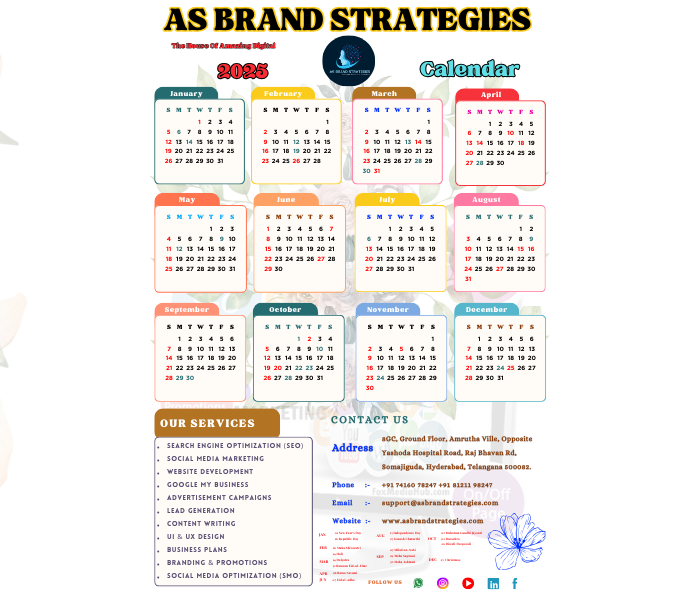 AS BRAND STRATEGIES
The House Of Amazing Digital
2025
AS BRAND STRATEGIES
Calendar
January February March April
S M T W T F S S M T W T F S S M T W T F S S M T W T F S
1 2 3 4 1 1 1 2 3 4 5
5 6 7 8 9 10 11 2 3 4 5 6 7 8 2 3 4 5 6 7 8 6 7 8 9 10 11 12
12 13 14 15 16 17 18 9 10 11 12 13 14 15 9 10 11 12 13 14 15 13 14 15 16 17 18 19
19 20 21 22 23 24 25 16 17 18 19 20 21 22 16 17 18 19 20 21 22 20 21 22 23 24 25 26
26 27 28 29 30 31 23 24 25 26 27 28 23 24 25 26 27 28 29 27 28 29 30
30 31
May June July August
S M T W T F S S M T W T F S S M T W T F S S M T W T F S
1 2 3 1 2 3 4 5 6 7 1 2 3 4 5 1 2
4 5 6 7 8 9 10 8 9 10 11 12 13 14 6 7 8 9 10 11 12 3 4 5 6 7 8 9
11 12 13 14 15 16 17 15 16 17 18 19 20 21 13 14 15 16 17 18 19 10 11 12 13 14 15 16
18 19 20 21 22 23 24 22 23 24 25 26 27 28 20 21 22 23 24 25 26 17 18 19 20 21 22 23
25 26 27 28 29 30 31 29 30 27 28 29 30 31 24 25 26 27 28 29 30
31
September October November December
S M T W T F S S M T W T F S S M T W T F S S M T W T F S
1 2 3 4 5 6 1 2 3 4 1 1 2 3 4 5 6
7 8 9 10 11 12 13 5 6 7 8 9 10 11 2 3 4 5 6 7 8 7 8 9 10 11 12 13
14 15 16 17 18 19 20 12 13 14 15 16 17 18 9 10 11 12 13 14 15 14 15 16 17 18 19 20
21 22 23 24 25 26 27 19 20 21 22 23 24 25 16 17 18 19 20 21 22 21 22 23 24 25 26 27
28 29 30 26 27 28 29 30 31 23 24 25 26 27 28 29 28 29 30 31
30
OUR SERVICES
SEARCH ENGINE OPTIMIZATION (SEO)
SOCIAL MEDIA MARKETING
WEBSITE DEVELOPMENT
GOOGLE MY BUSINESS
ADVERTISEMENT CAMPAIGNS
LEAD GENERATION
CONTENT WRITING
UI & UX DESIGN
BUSINESS PLANS
BRANDING & PROMOTIONS
SOCIAL MEDIA OPTIMIZATION (SMO)
CONTACT US
Address 8GC, Ground Floor, Amrutha Ville, Opposite
Yashoda Hospital Road, Raj Bhavan Rd,
Somajiguda, Hyderabad, Telangana 500082.
Phone :- +91 74160 78247 +91 81211 98247
Email :- support@asbrandstrategies.com
Website :- www.asbrandstrategies.com
JAN
FEB
MAR
APR
JUN
AUG
SEP
OCT
DEC
FOLLOW US